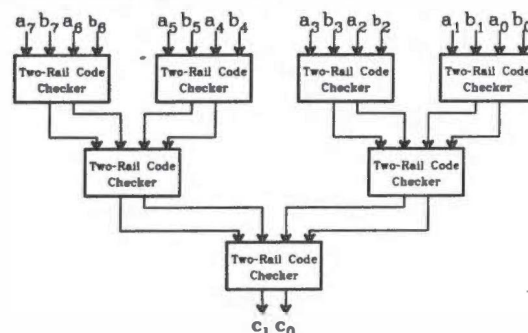 a7 b7 a6 b6 a5 b5 a4 b4 a3 b3 a2 b2 a1 b1 a0 b0
Two-Rail Code Checker
Two-Rail Code Checker
Two-Rail Code Checker
Two-Rail Code Checker
Two-Rail Code Checker
Two-Rail Code Checker
Two-Rail Code Checker
c1 c0